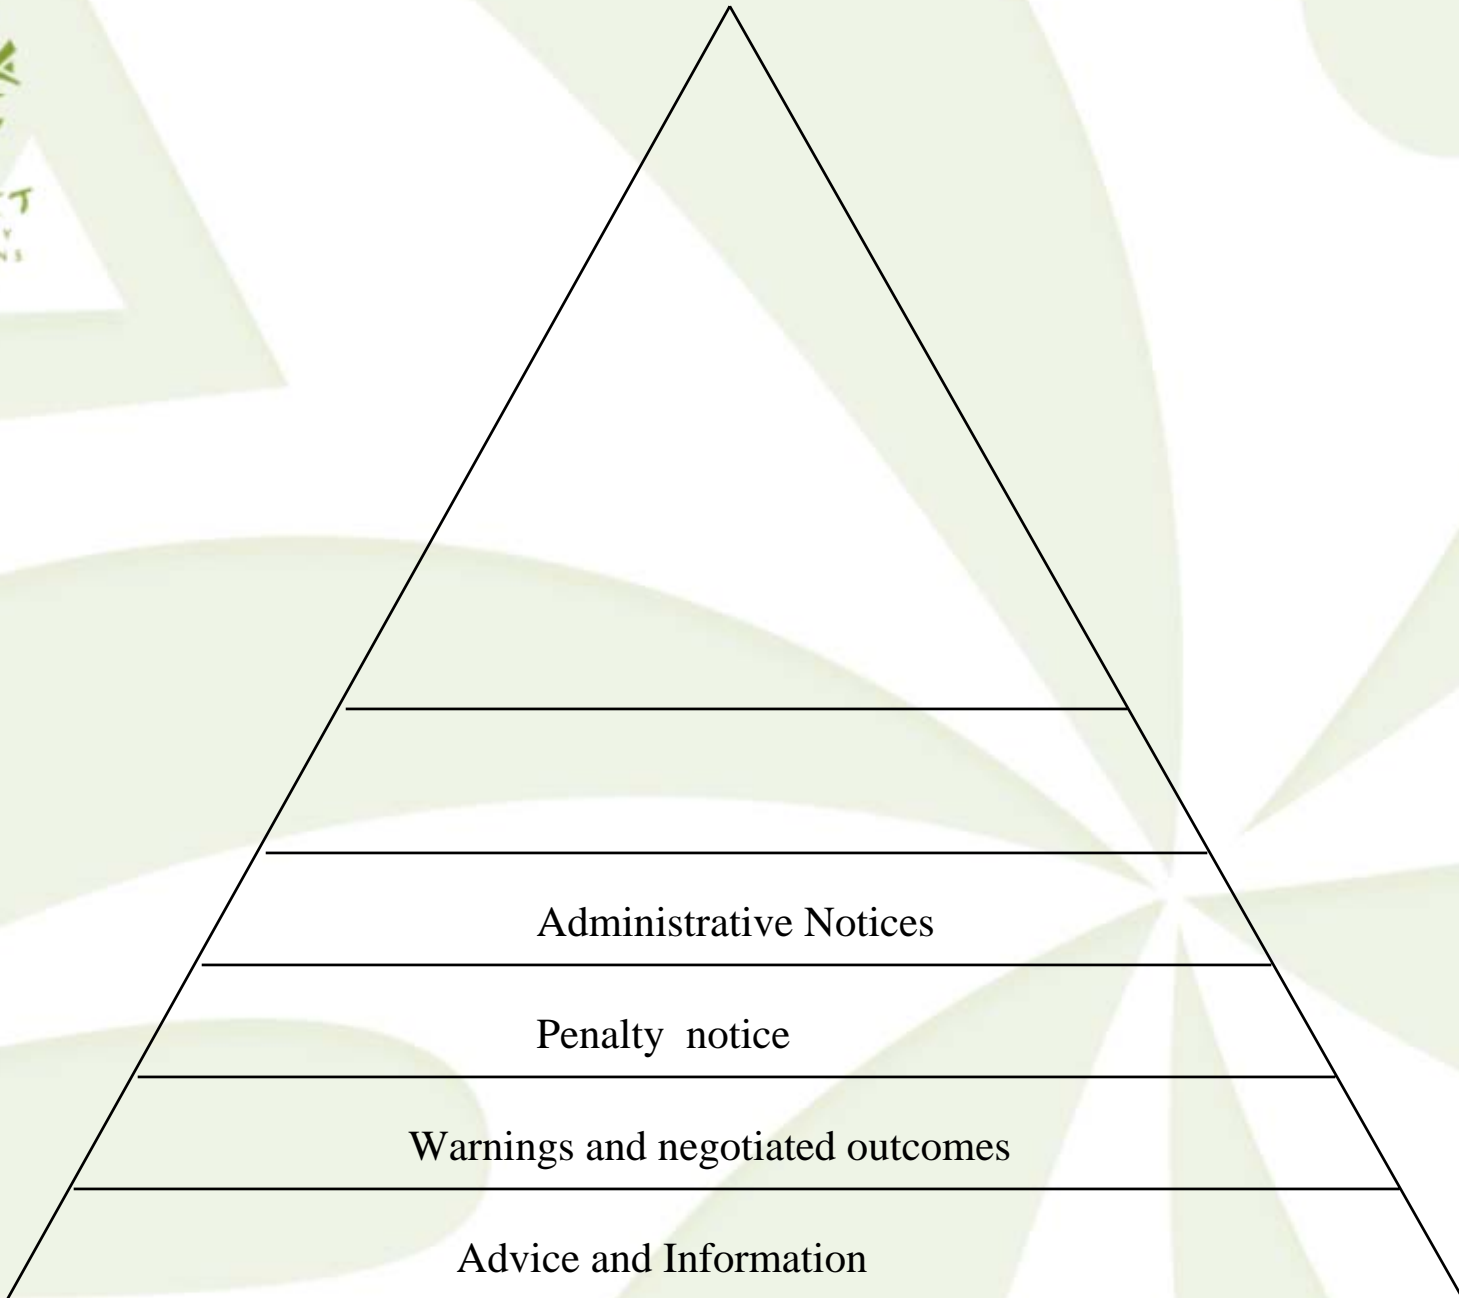 Administrative Notices
Penalty  notice
Warnings and negotiated outcomes
Advice and Information